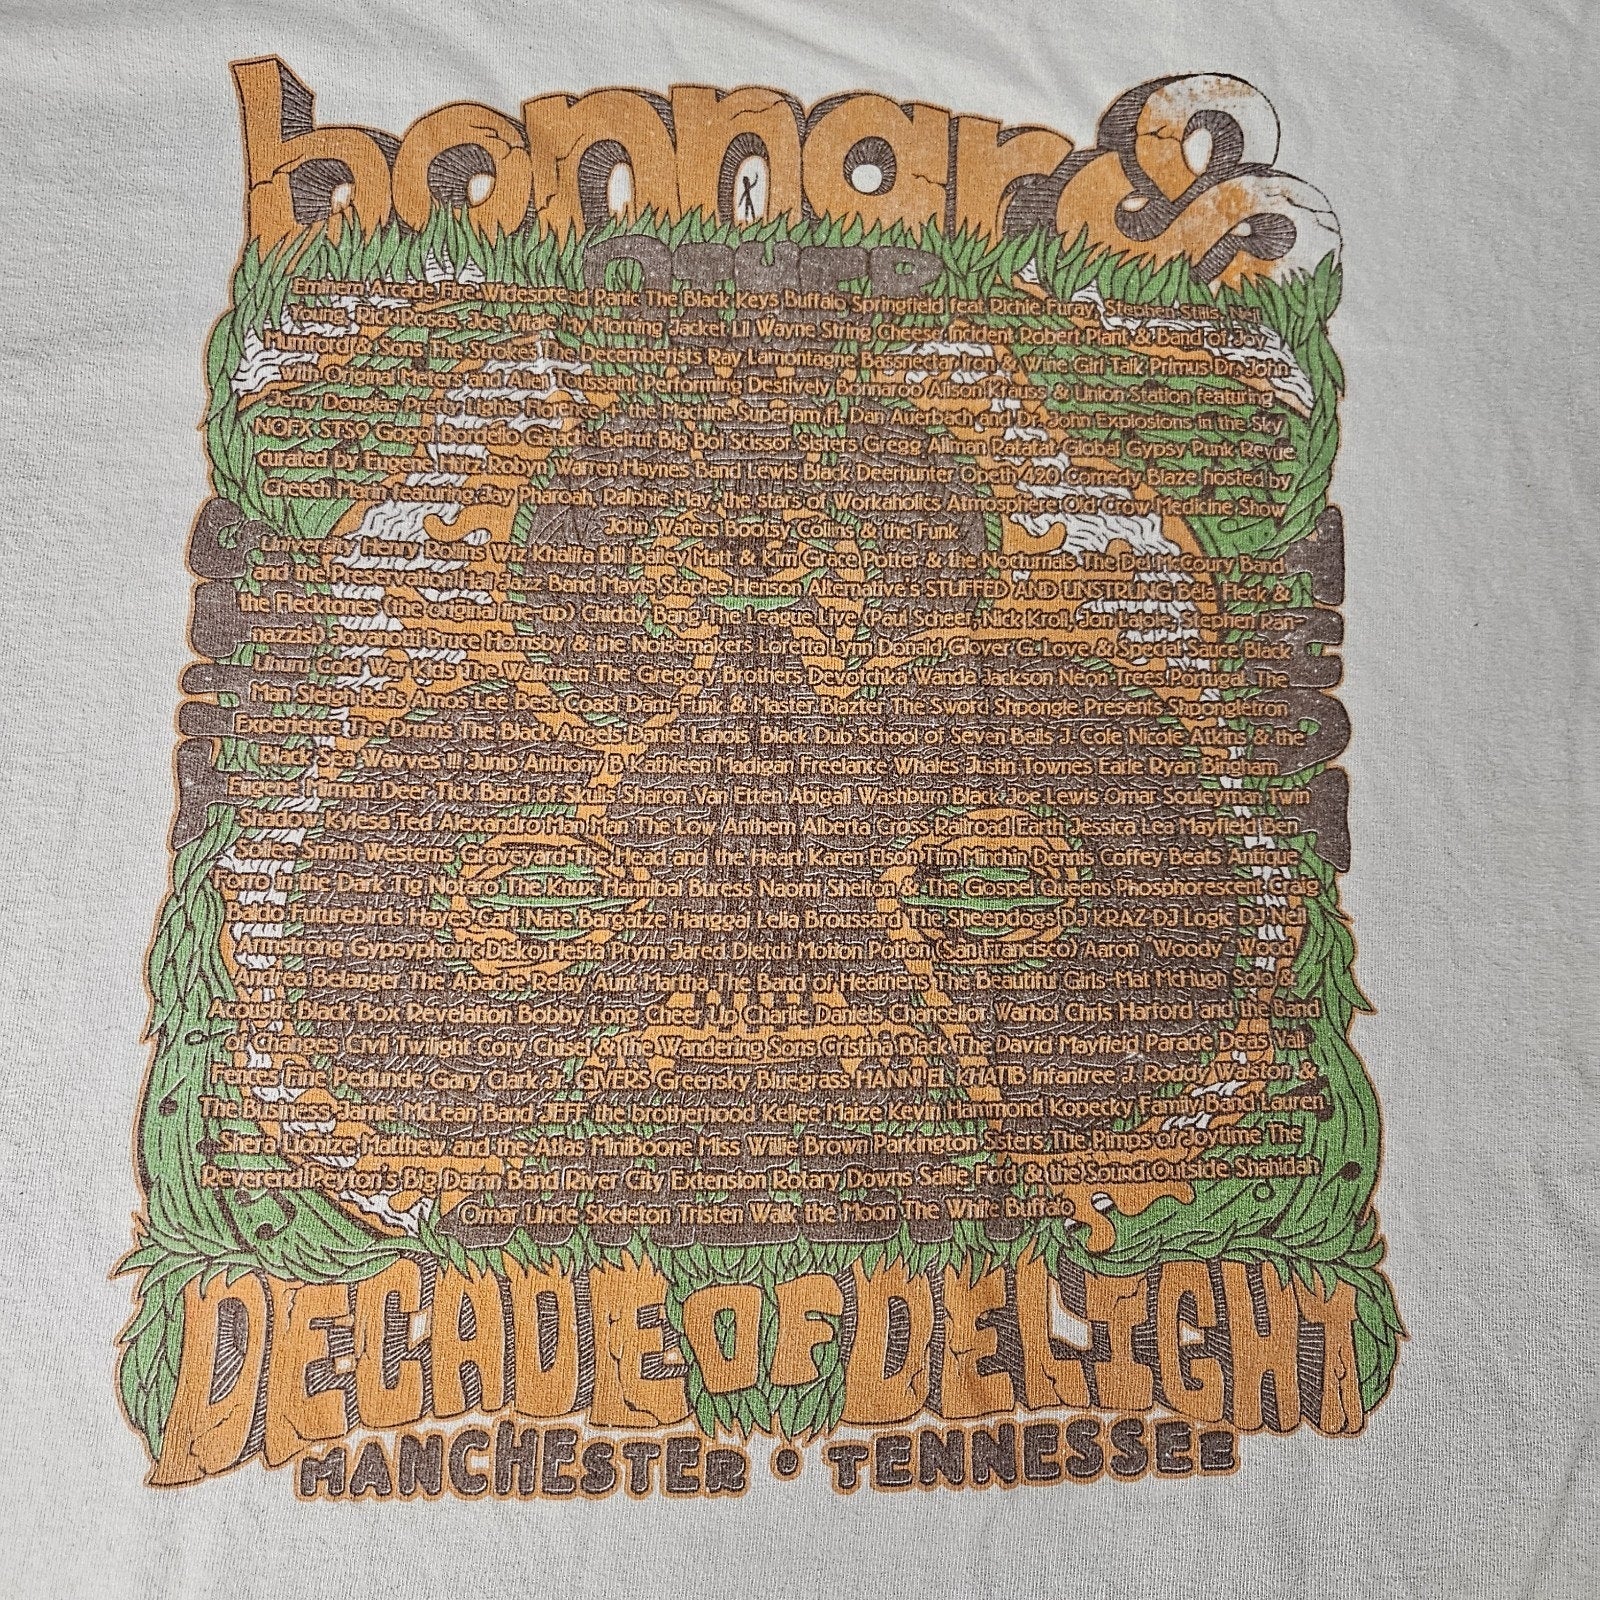 bonnaroo
Eminem Arcade Fire Widespread Panic The Black Keys Buffalo Springfield feat. Richie Furay, Stephen Stills, Neil
Young, Rick Rosas, Joe Vitale My Morning Jacket Lil Wayne String Cheese Incident Robert Plant & Band of Joy
Mumford & Sons The Strokes The Decemberists Ray Lamontagne Bassnectar Iron & Wine Girl Talk Primus Dr. John
with Original Meters and Allen Toussaint Performing Destively Bonnaroo Alison Krauss & Union Station featuring
Jerry Douglas Pretty Lights Florence + the Machine Superjam ft. Dan Auerbach and Dr. John Explosions in the Sky
NOFX STS9 Gogol Bordello Galactic Beirut Big Boi Scissor Sisters Gregg Allman Ratatat Global Gypsy Punk Revue
curated by Eugene Hutz Robyn Warren Haynes Band Lewis Black Deerhunter Opeth 420 Comedy Blaze hosted by
Cheech Marin featuring Jay Pharoah, Ralphie May, the stars of Workaholics Atmosphere Old Crow Medicine Show
John Waters Bootsy Collins & the Funk
University Henry Rollins Wiz Khalifa Bill Bailey Matt & Kim Grace Potter & the Nocturnals The Del McCoury Band
and the Preservation Hall Jazz Band Mavis Staples Henson Alternative's STUFFED AND UNSTRUNG Béla Fleck &
the Flecktones (the original line-up) Chiddy Bang The League Live (Paul Scheer, Nick Kroll, Jon Lajoie, Stephen Ran-
nazzisi) Jovanotti Bruce Hornsby & the Noisemakers Loretta Lynn Donald Glover G. Love & Special Sauce Black
Uhuru Cold War Kids The Walkmen The Gregory Brothers Devotchka Wanda Jackson Neon Trees Portugal. The
Man Sleigh Bells Amos Lee Best Coast Dam-Funk & Master Blazter The Sword Shpongle Presents Shpongletron
Experience The Drums The Black Angels Daniel Lanois' Black Dub School of Seven Bells J. Cole Nicole Atkins & the
Black Sea Wavves !!! Junip Anthony B Kathleen Madigan Freelance Whales Justin Townes Earle Ryan Bingham
Eugene Mirman Deer Tick Band of Skulls Sharon Van Etten Abigail Washburn Black Joe Lewis Omar Souleyman Twin
Shadow Kylesa Ted Alexandro Man Man The Low Anthem Alberta Cross Railroad Earth Jessica Lea Mayfield Ben
Sollee Smith Westerns Graveyard The Head and the Heart Karen Elson Tim Minchin Dennis Coffey Beats Antique
Forro in the Dark Tig Notaro The Knux Hannibal Buress Naomi Shelton & The Gospel Queens Phosphorescent Craig
Baldo Futurebirds Hayes Carll Nate Bargatze Hanggai Lelia Broussard The Sheepdogs DJ KRAZ DJ Logic DJ Neil
Armstrong Gypsyphonic Disko Hesta Prynn Jared Dietch Motion Potion (San Francisco) Aaron "Woody" Wood
Andrew Belanger The Apache Relay Aunt Martha The Band of Heathens The Beautiful Girls-Mat McHugh Solo &
Acoustic Black Box Revelation Bobby Long Cheer Up Charlie Daniels Chancellor Warhol Chris Harford and the Band
of Changes Civil Twilight Cory Chisel & the Wandering Sons Cristina Black The David Mayfield Parade Deas Vail
Fences Fine Peduncle Gary Clark Jr. GIVERS Greensky Bluegrass HANNI EL KHATIB Infantree J. Roddy Walston &
The Business Jamie McLean Band JEFF the brotherhood Kellee Maize Kevin Hammond Kopecky Family Band Lauren
Shera Lionize Matthew and the Atlas MiniBoone Miss Willie Brown Parkington Sisters The Pimps of Joytime The
Reverend Peyton's Big Damn Band River City Extension Rotary Downs Sallie Ford & the Sound Outside Shahidah
Omar Uncle Skeleton Tristen Walk the Moon The White Buffalo
DECADE OF DELIGHT
MANCHESTER • TENNESSEE